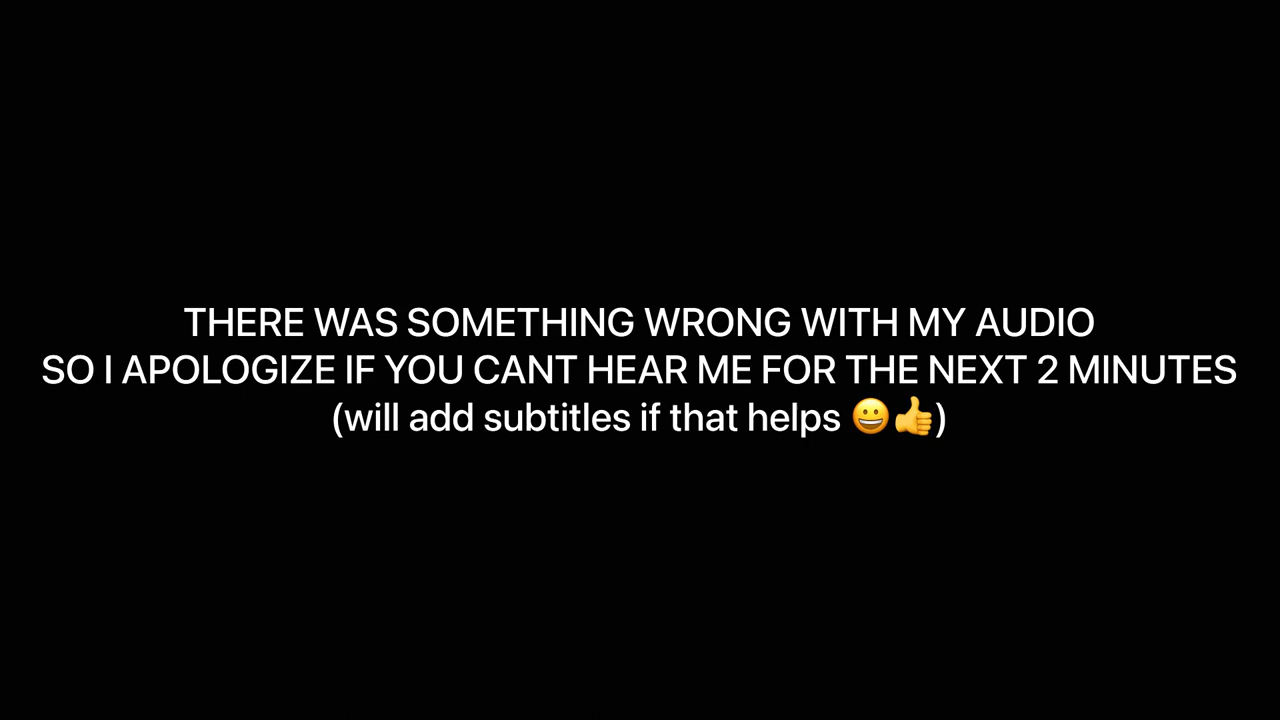 THERE WAS SOMETHING WRONG WITH MY AUDIO
SO I APOLOGIZE IF YOU CANT HEAR ME FOR THE NEXT 2 MINUTES
(will add subtitles if that helps 😀👍)